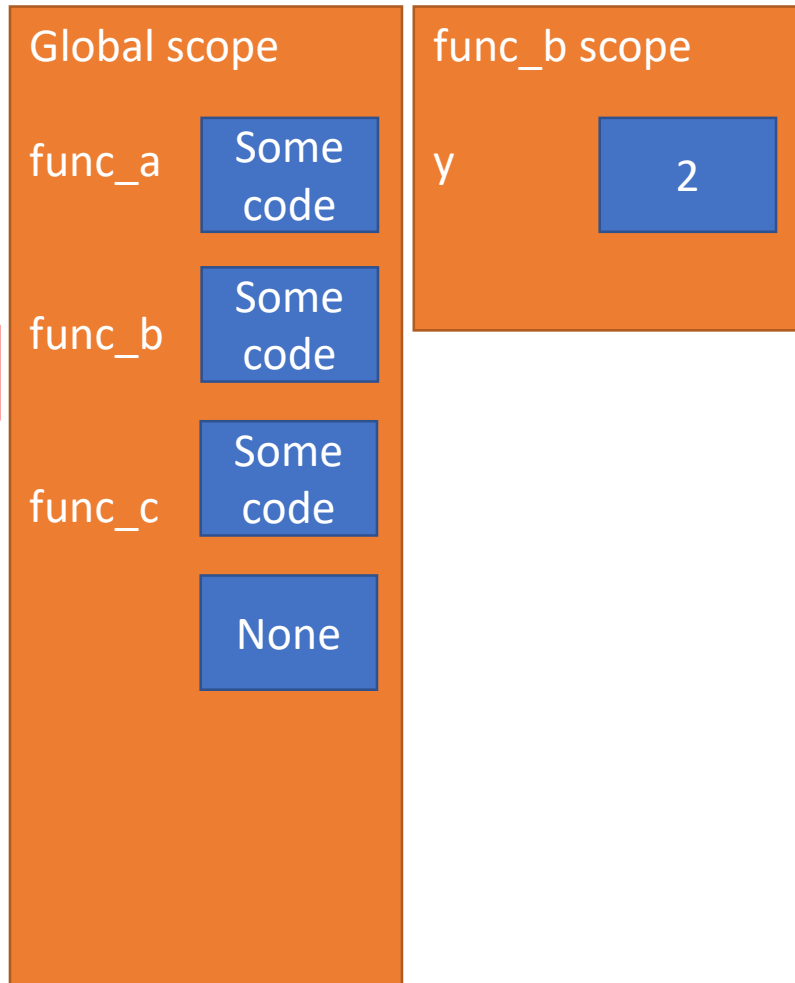 Global scope
func_a
Some
code
func_b
Some
code
func_c
Some
code
None
func_b scope
y
2